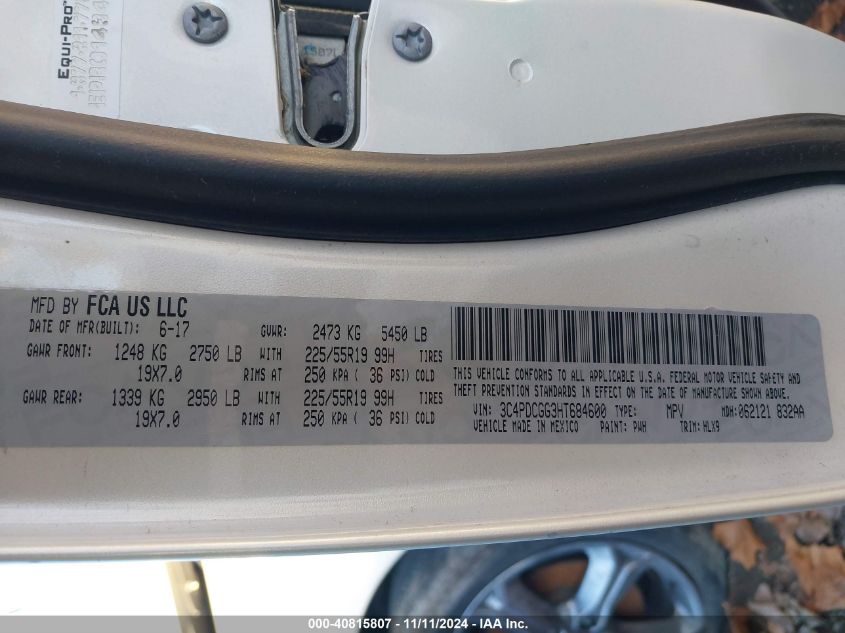 Equi-Pro™
1587L
MFD BY FCA US LLC
DATE OF MFR(BUILT): 6-17 GVWR: 2473 KG 5450 LB
GAWR FRONT: 1248 KG 2750 LB WITH 225/55R19 99H TIRES
19X7.0 RIMS AT 250 KPA ( 36 PSI) COLD
GAWR REAR: 1339 KG 2950 LB WITH 225/55R19 99H TIRES
19X7.0 RIMS AT 250 KPA ( 36 PSI) COLD
THIS VEHICLE CONFORMS TO ALL APPLICABLE U.S.A. FEDERAL MOTOR VEHICLE SAFETY AND
THEFT PREVENTION STANDARDS IN EFFECT ON THE DATE OF MANUFACTURE SHOWN ABOVE.
VIN: 3C4PDCGG3HT684600 TYPE: MPV MDH: 062121 832AA
VEHICLE MADE IN MEXICO PAINT: PWH TRIM: HLX9
000-40815807 - 11/11/2024 - IAA Inc.